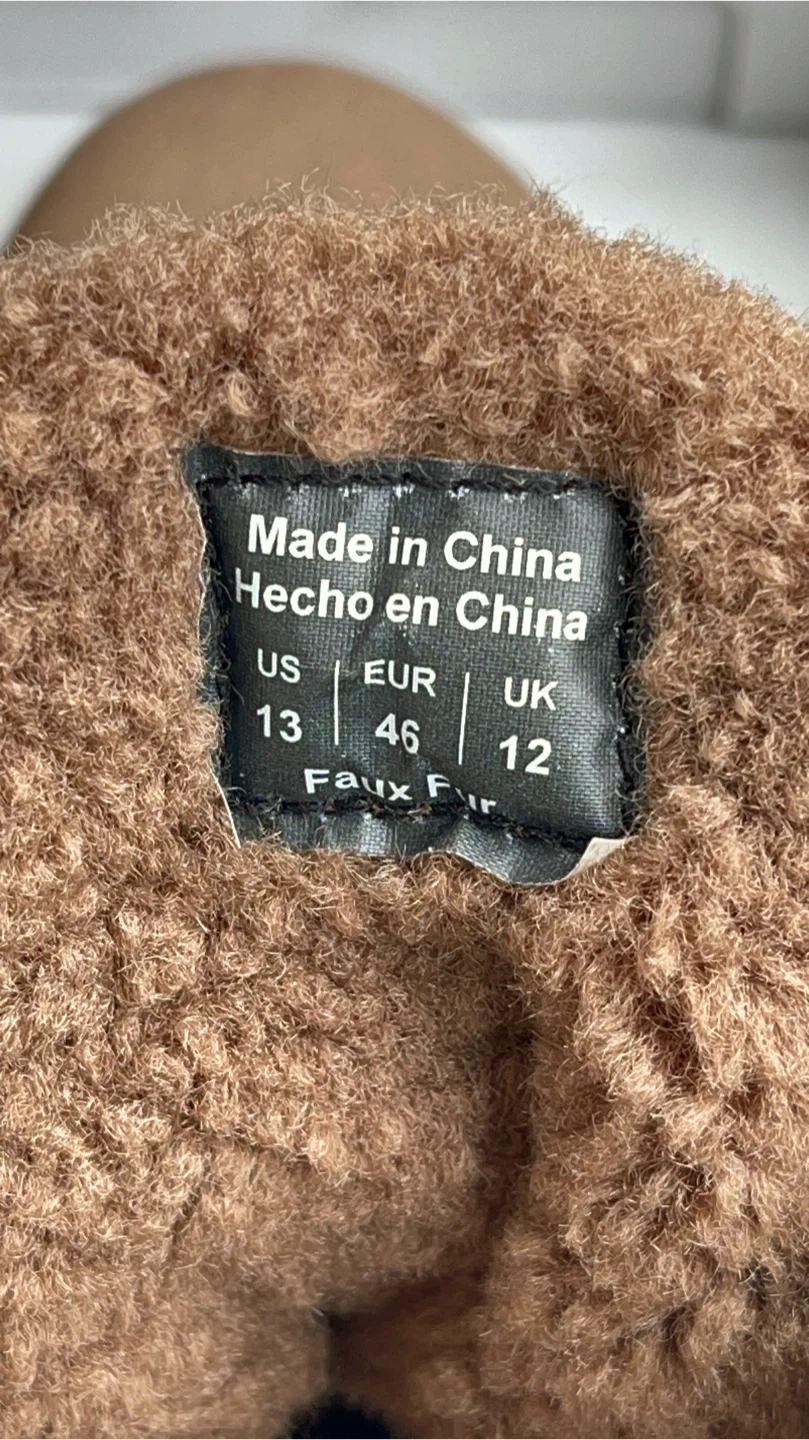 Made in China
Hecho en China
US EUR UK
13 46 12
Faux Fur